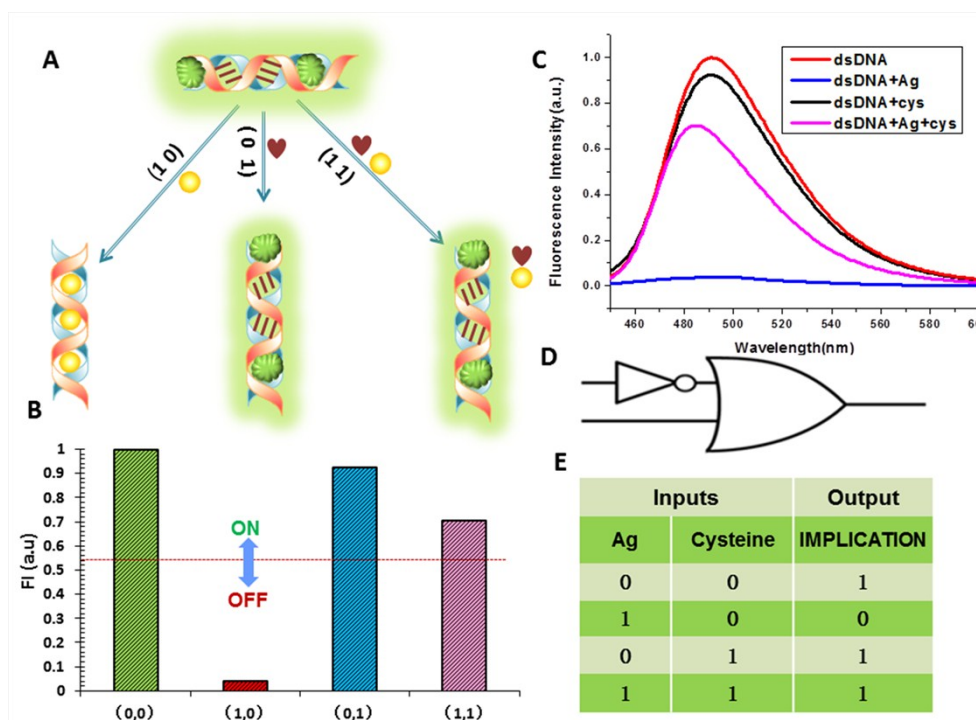 A
(1 0)
(0 1)
(1 1)
B
FI (a.u)
1
0.9
0.8
0.7
0.6
0.5
0.4
0.3
0.2
0.1
0
ON
OFF
(0,0) (1,0) (0,1) (1,1)
C
Fluorescence Intensity (a.u.)
1.0
0.8
0.6
0.4
0.2
0.0
dsDNA
dsDNA+Ag
dsDNA+cys
dsDNA+Ag+cys
460 480 500 520 540 560 580
Wavelength(nm)
D
E
Inputs Output
Ag Cysteine IMPLICATION
0 0 1
1 0 0
0 1 1
1 1 1